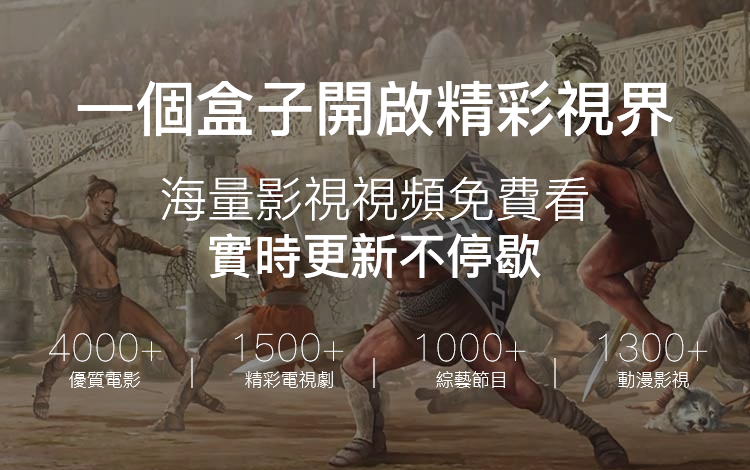 一個盒子開啟精彩視界
海量影視視頻免費看
實時更新不停歇
4000+ 1500+ 1000+ 1300+
優質電影 | 精彩電視劇 | 綜藝節目 | 動漫影視